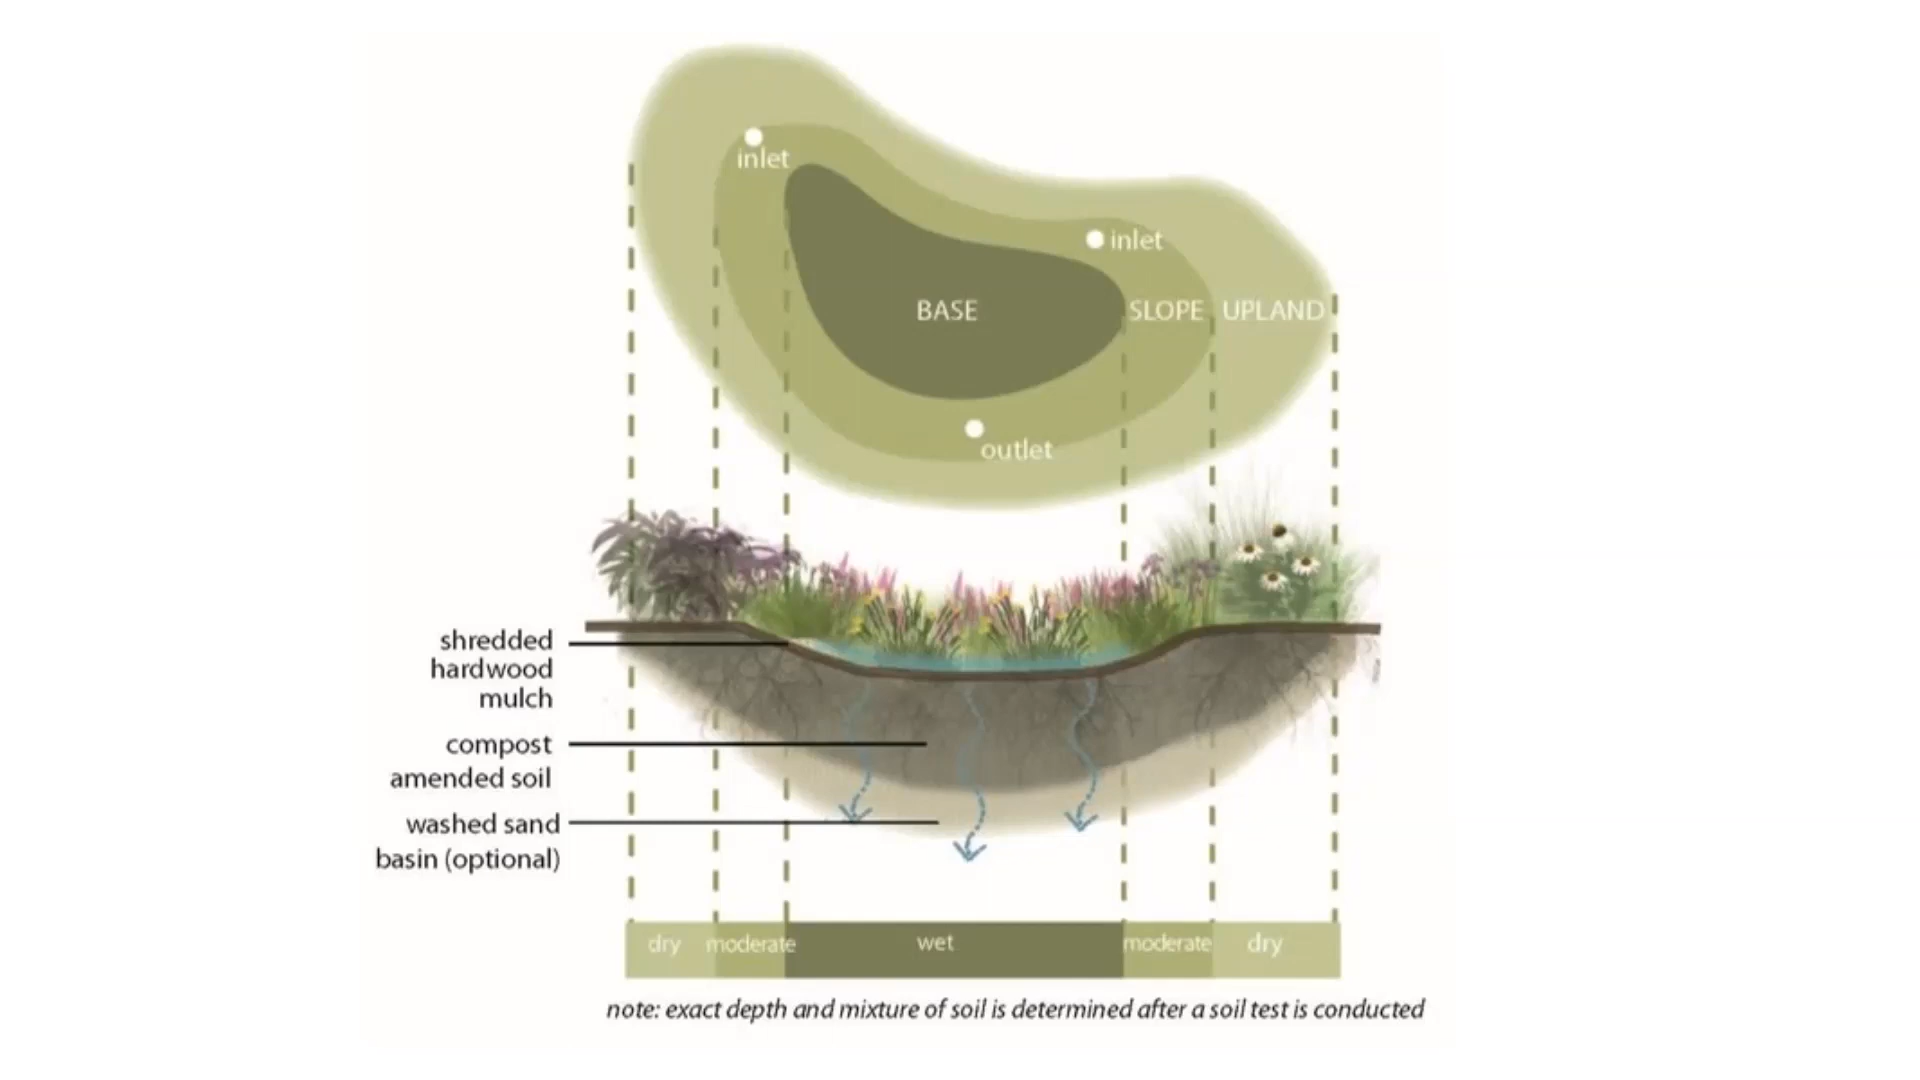 inlet
inlet
BASE SLOPE UPLAND
outlet
shredded
hardwood
mulch
compost
amended soil
washed sand
basin (optional)
dry moderate wet moderate dry
note: exact depth and mixture of soil is determined after a soil test is conducted